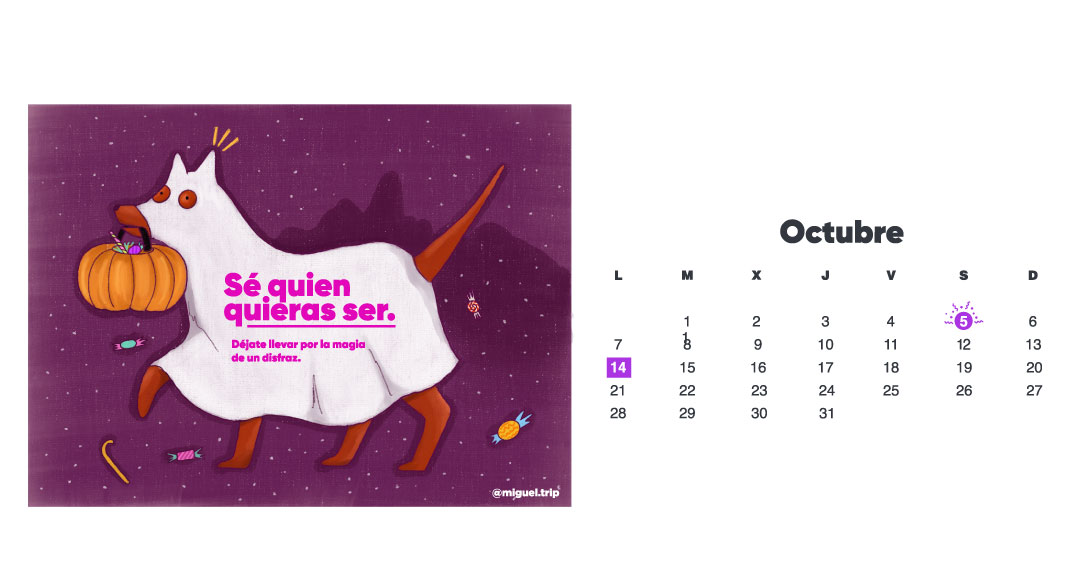 Sé quien
quieras ser.
Déjate llevar por la magia
de un disfraz.
@miguel.trip
Octubre
L M X J V S D
1 2 3 4 5 6
1
7 8 9 10 11 12 13
14 15 16 17 18 19 20
21 22 23 24 25 26 27
28 29 30 31